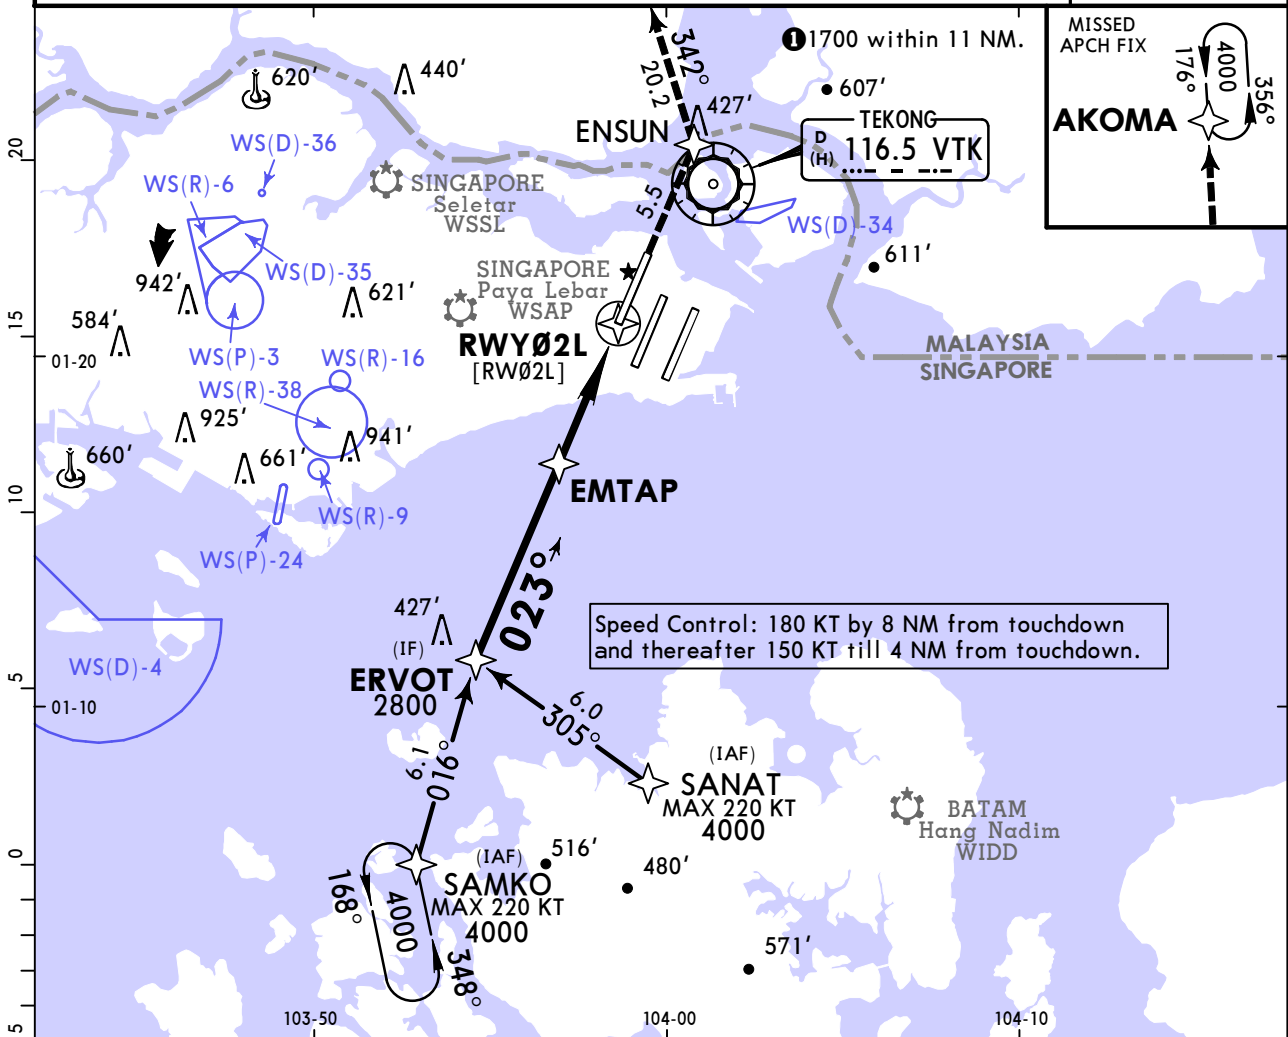 ❶1700 within 11 NM.
MISSED
APCH FIX
4000
176°
356°
AKOMA
342°
20.2
620'
440'
607'
427'
ENSUN
TEKONG
D
(H) 116.5 VTK
20
WS(D)-36
WS(R)-6
SINGAPORE
Seletar
WSSL
5.5
WS(D)-34
WS(D)-35
611'
942'
621'
SINGAPORE
Paya Lebar
WSAP
584'
15
RWYØ2L
[RWØ2L]
MALAYSIA
SINGAPORE
01-20
WS(P)-3
WS(R)-16
WS(R)-38
925'
941'
660'
661'
EMTAP
10
WS(R)-9
WS(P)-24
023°
427'
(IF)
ERVOT
2800
Speed Control: 180 KT by 8 NM from touchdown
and thereafter 150 KT till 4 NM from touchdown.
WS(D)-4
5
01-10
6.0
305°
6.1
016°
(IAF)
SANAT
MAX 220 KT
4000
BATAM
Hang Nadim
WIDD
0
516'
480'
(IAF)
SAMKO
MAX 220 KT
4000
168°
4000
348°
571'
5
103-50
104-00
104-10